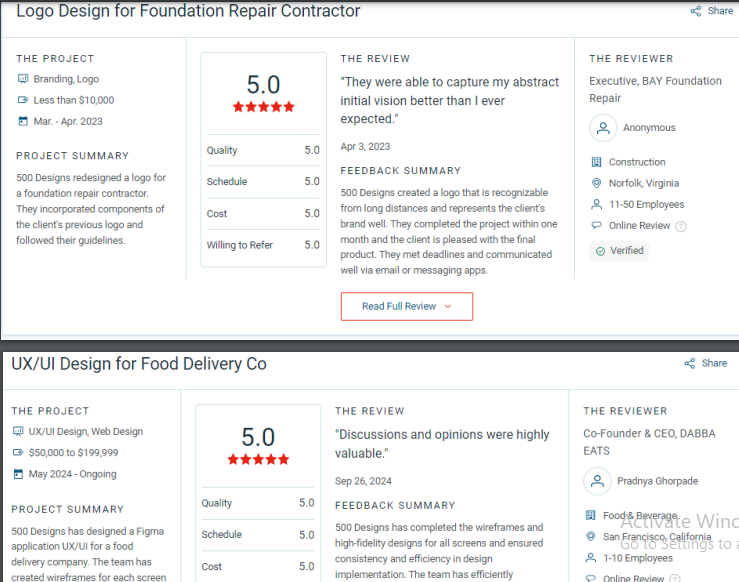 Logo Design for Foundation Repair Contractor
Share
THE PROJECT
Branding, Logo
Less than $10,000
Mar. - Apr. 2023
PROJECT SUMMARY
500 Designs redesigned a logo for
a foundation repair contractor.
They incorporated components of
the client's previous logo and
followed their guidelines.
5.0
Quality 5.0
Schedule 5.0
Cost 5.0
Willing to Refer 5.0
THE REVIEW
"They were able to capture my abstract
initial vision better than I ever
expected."
Apr 3, 2023
FEEDBACK SUMMARY
500 Designs created a logo that is recognizable
from long distances and represents the client's
brand well. They completed the project within one
month and the client is pleased with the final
product. They met deadlines and communicated
well via email or messaging apps.
Read Full Review
THE REVIEWER
Executive, BAY Foundation
Repair
Anonymous
Construction
Norfolk, Virginia
11-50 Employees
Online Review ?
Verified
UX/UI Design for Food Delivery Co
Share
THE PROJECT
UX/UI Design, Web Design
$50,000 to $199,999
May 2024 - Ongoing
PROJECT SUMMARY
500 Designs has designed a Figma
application UX/UI for a food
delivery company. The team has
created wireframes for each screen
5.0
Quality 5.0
Schedule 5.0
Cost 5.0
THE REVIEW
"Discussions and opinions were highly
valuable."
Sep 26, 2024
FEEDBACK SUMMARY
500 Designs has completed the wireframes and
high-fidelity designs for all screens and ensured
consistency and efficiency in design
implementation. The team has efficiently
THE REVIEWER
Co-Founder & CEO, DABBA
EATS
Pradnya Ghorpade
Food & Beverage
San Francisco, California
1-10 Employees
Online Review ?
Activate Wind
Go to Settings to a